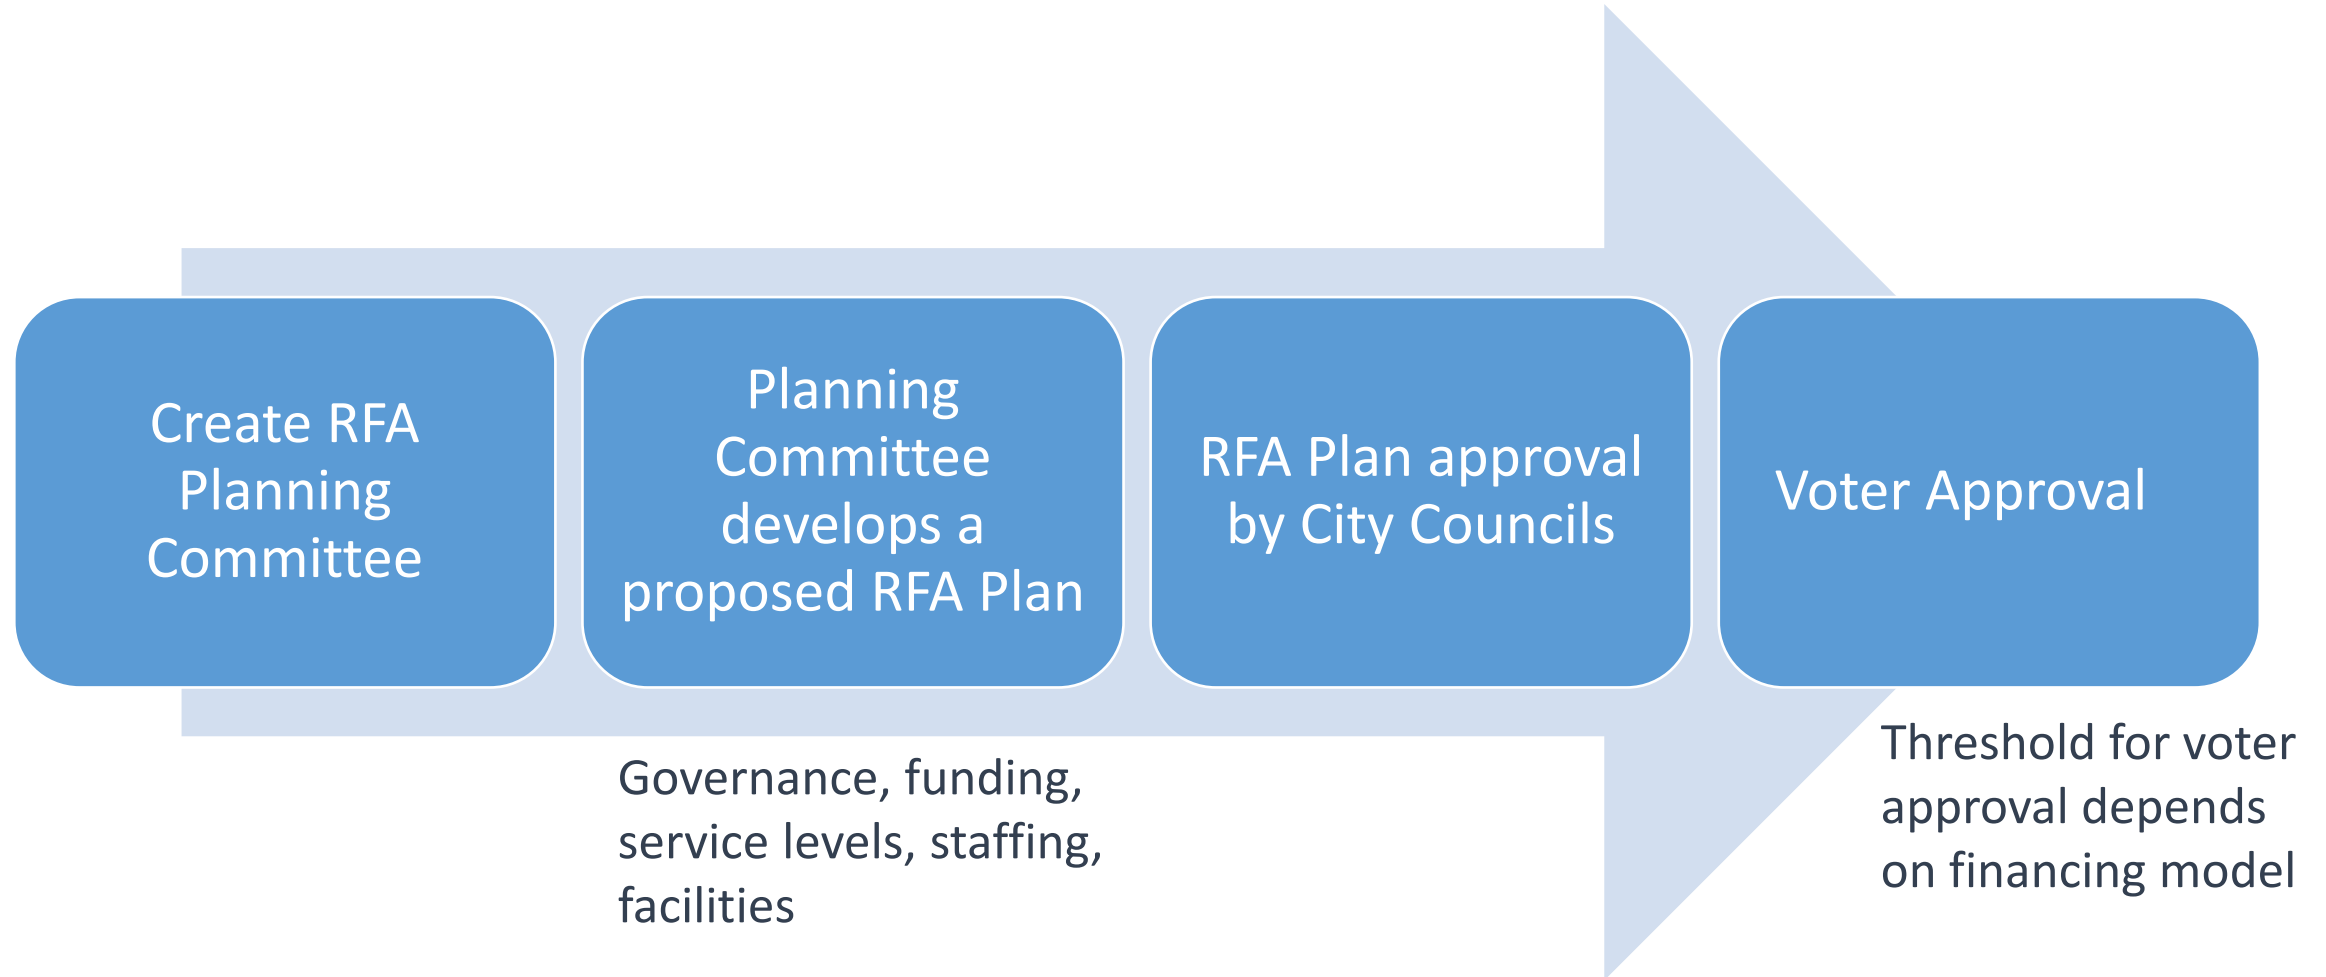 Create RFA
Planning
Committee
Planning
Committee
develops a
proposed RFA Plan
RFA Plan approval
by City Councils
Voter Approval
Governance, funding,
service levels, staffing,
facilities
Threshold for voter
approval depends
on financing model